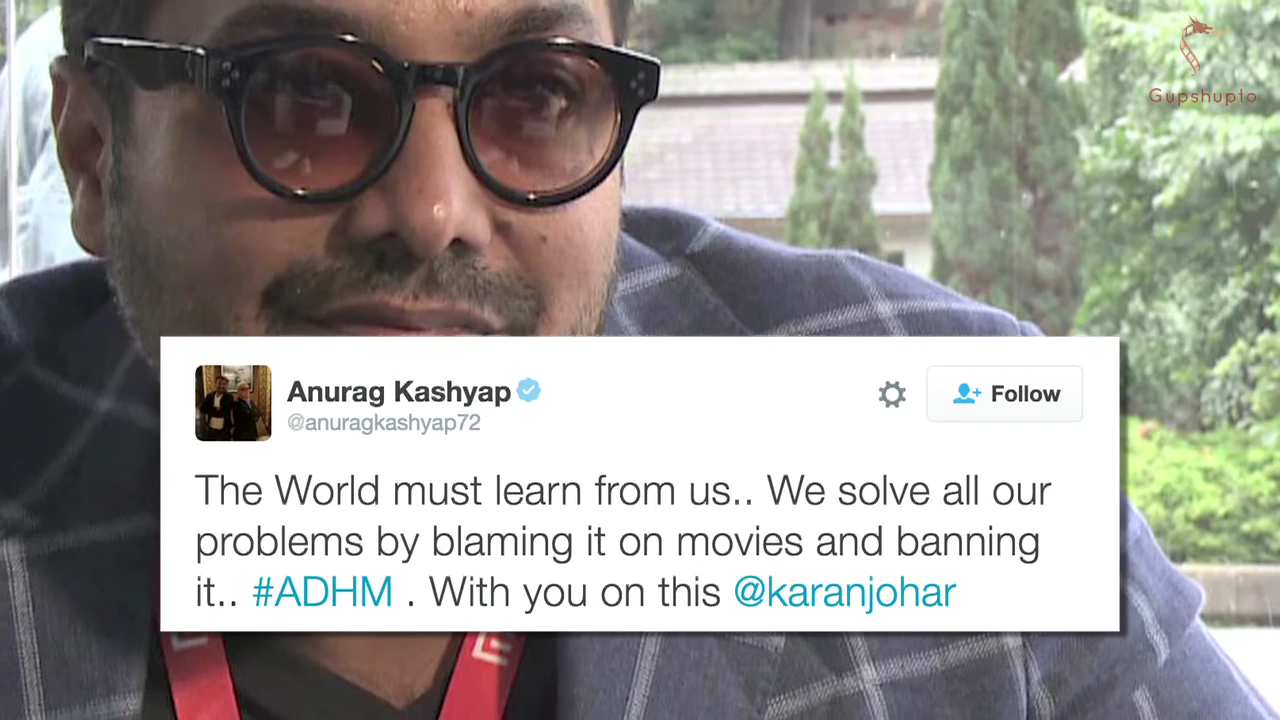 Gupshupto
Anurag Kashyap
@anuragkashyap72
Follow
The World must learn from us.. We solve all our
problems by blaming it on movies and banning
it.. #ADHM . With you on this @karanjohar